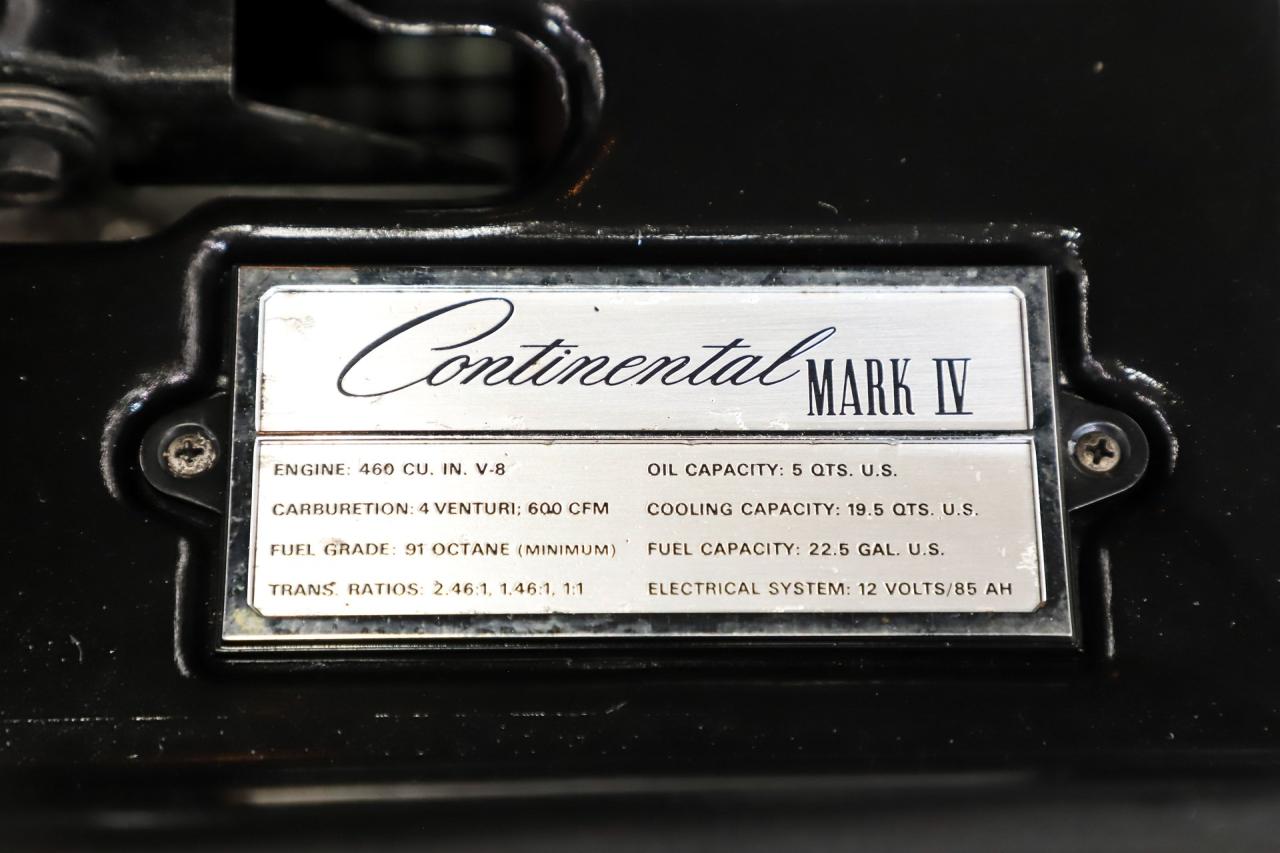 Continental MARK IV
ENGINE: 460 CU. IN. V-8
CARBURETION: 4 VENTURI; 600 CFM
FUEL GRADE: 91 OCTANE (MINIMUM)
TRANS. RATIOS: 2.46:1, 1.46:1, 1:1
OIL CAPACITY: 5 QTS. U.S.
COOLING CAPACITY: 19.5 QTS. U.S.
FUEL CAPACITY: 22.5 GAL. U.S.
ELECTRICAL SYSTEM: 12 VOLTS/85 AH